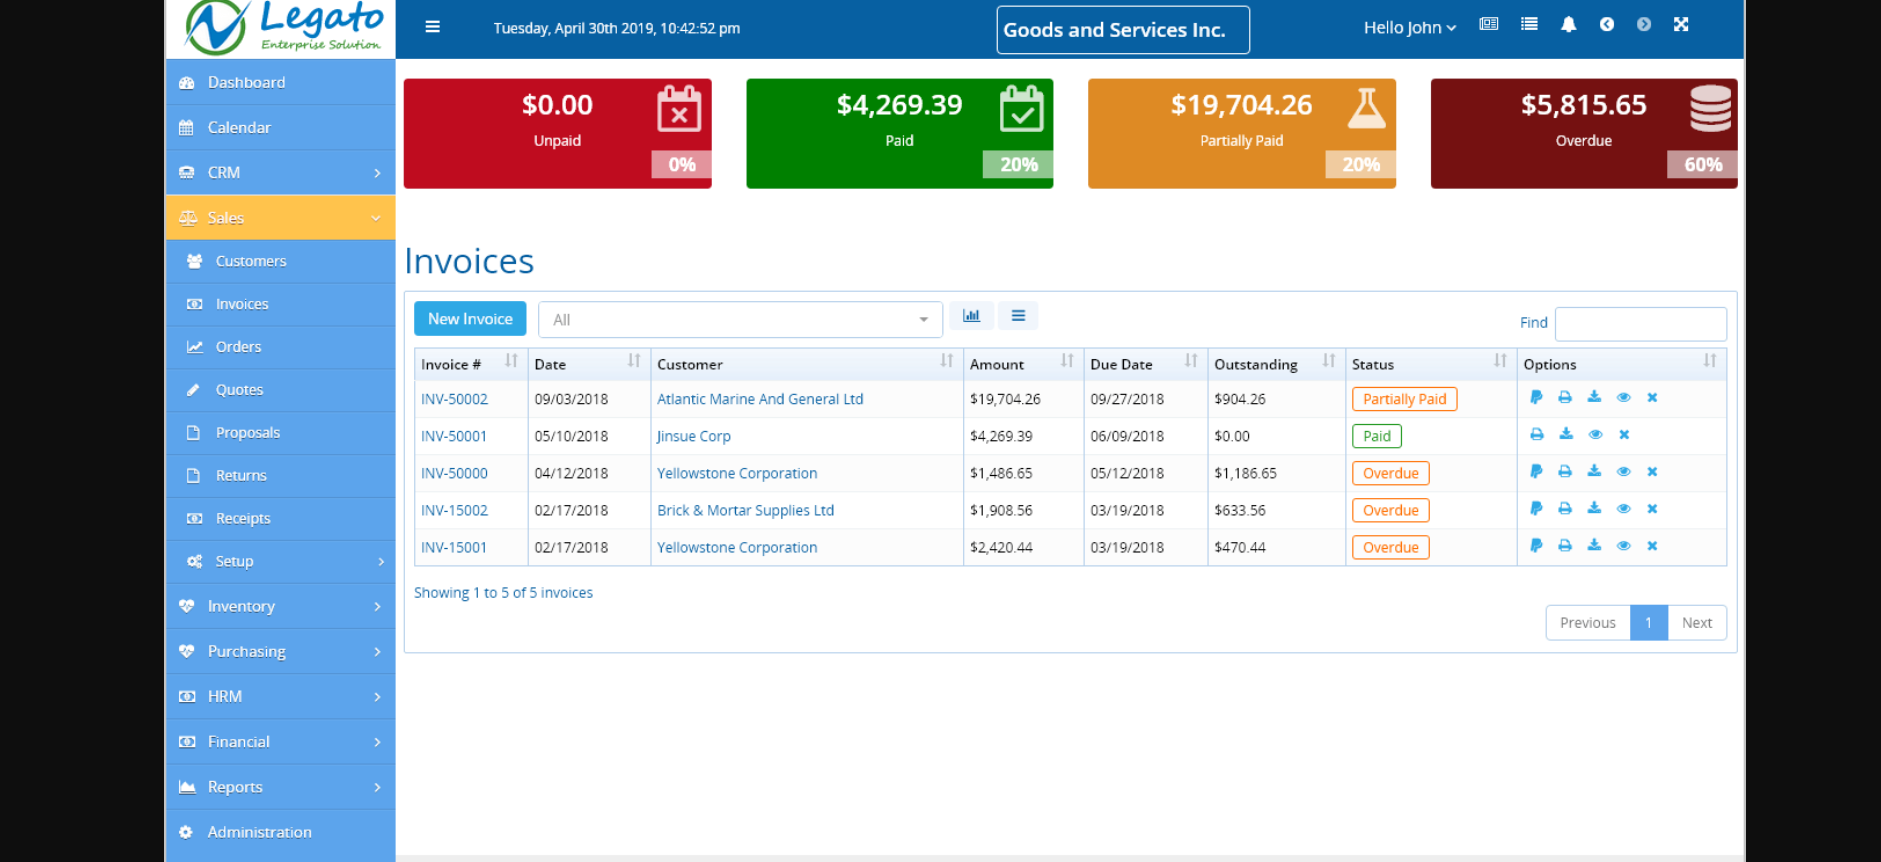 Legato
Enterprise Solution
Tuesday, April 30th 2019, 10:42:52 pm
Goods and Services Inc.
Hello John
Dashboard
Calendar
CRM
Sales
Customers
Invoices
Orders
Quotes
Proposals
Returns
Receipts
Setup
Inventory
Purchasing
HRM
Financial
Reports
Administration
$0.00
Unpaid
0%
$4,269.39
Paid
20%
$19,704.26
Partially Paid
20%
$5,815.65
Overdue
60%
Invoices
New Invoice All Find
Invoice # Date Customer Amount Due Date Outstanding Status Options
INV-50002 09/03/2018 Atlantic Marine And General Ltd $19,704.26 09/27/2018 $904.26 Partially Paid
INV-50001 05/10/2018 Jinsue Corp $4,269.39 06/09/2018 $0.00 Paid
INV-50000 04/12/2018 Yellowstone Corporation $1,486.65 05/12/2018 $1,186.65 Overdue
INV-15002 02/17/2018 Brick & Mortar Supplies Ltd $1,908.56 03/19/2018 $633.56 Overdue
INV-15001 02/17/2018 Yellowstone Corporation $2,420.44 03/19/2018 $470.44 Overdue
Showing 1 to 5 of 5 invoices
Previous 1 Next